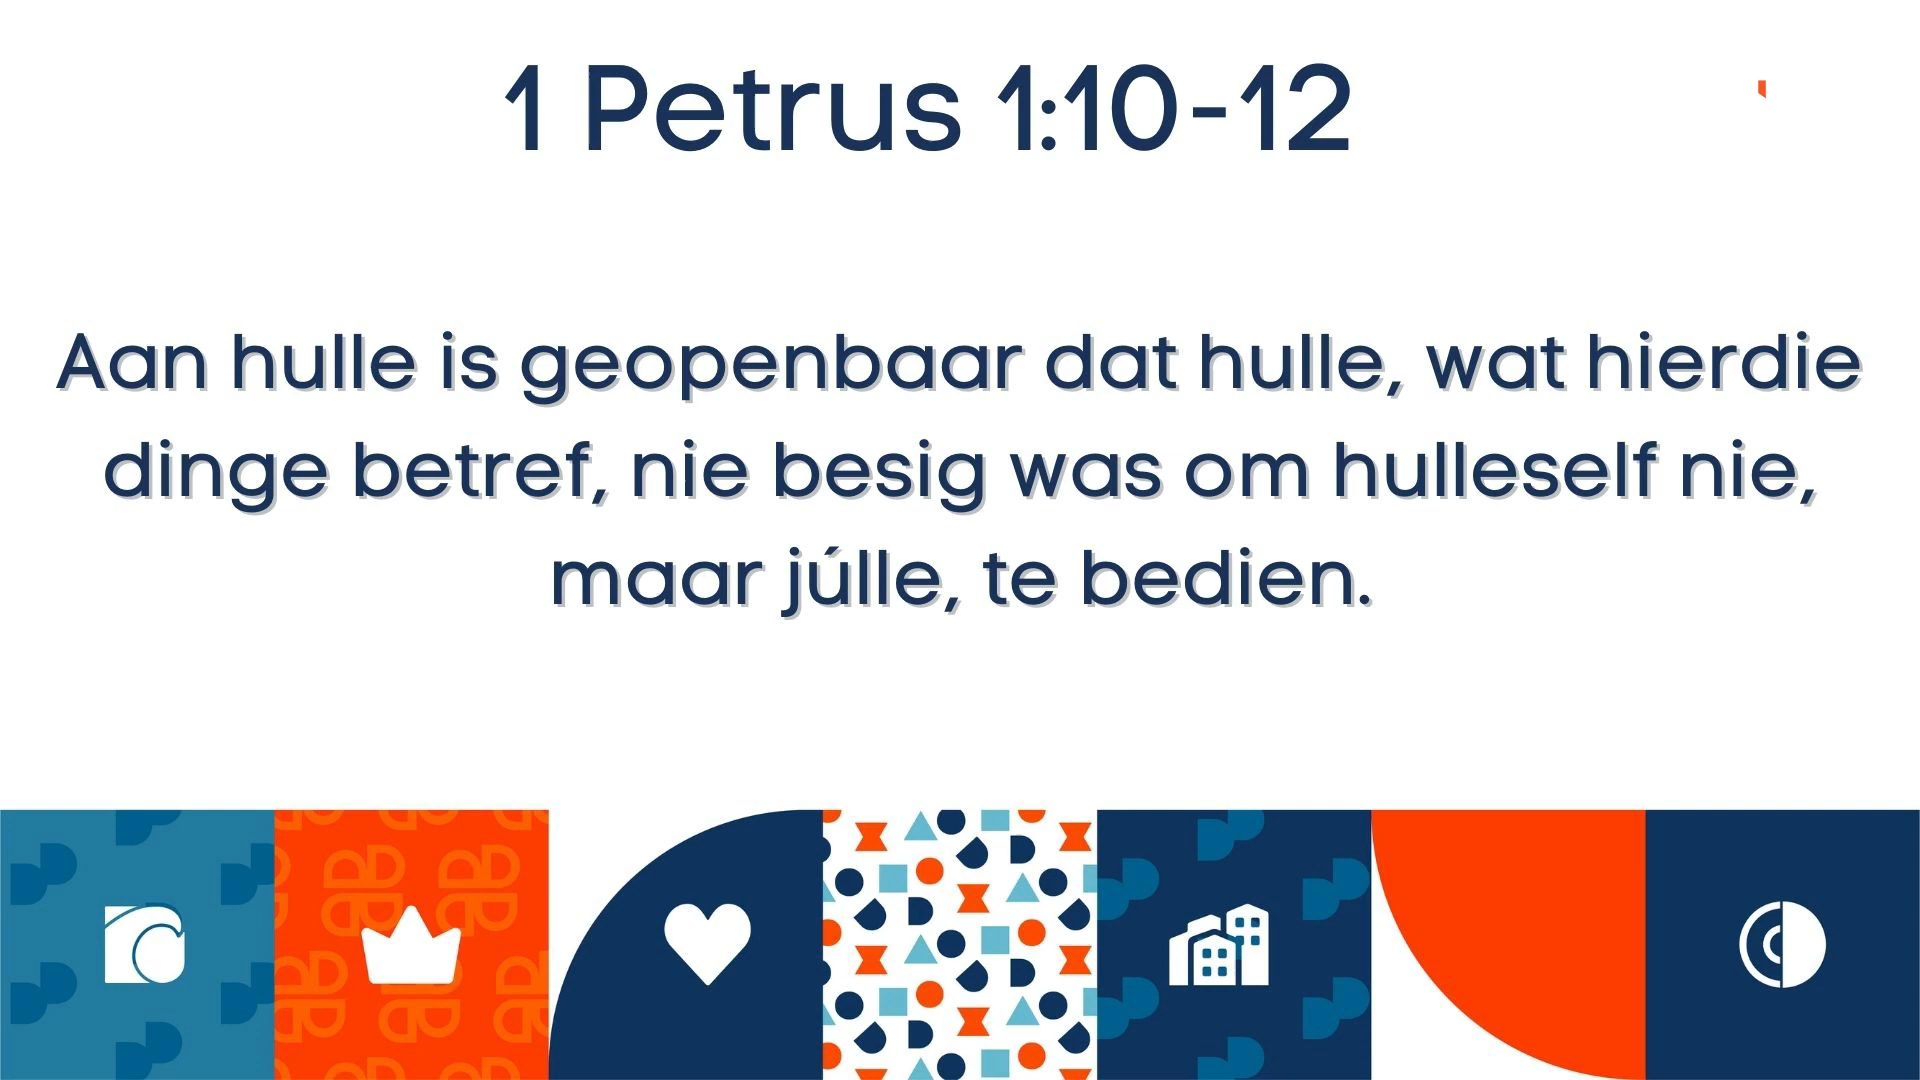 1 Petrus 1:10-12
Aan hulle is geopenbaar dat hulle, wat hierdie
dinge betref, nie besig was om hulleself nie,
maar júlle, te bedien.